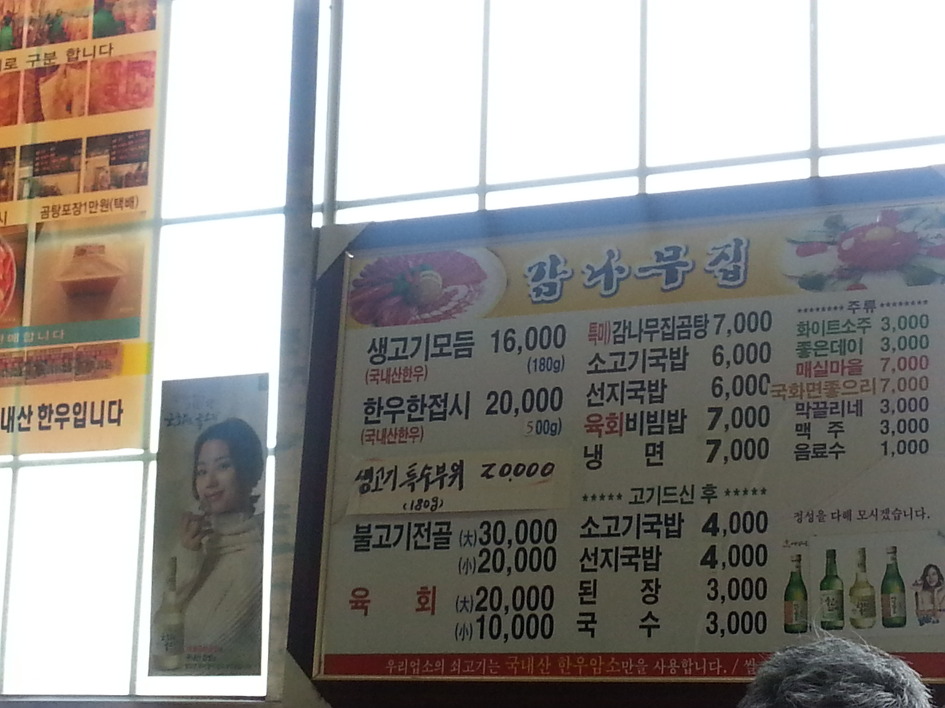 로 구분 합니다
곰탕포장1만원(택배)
매합니다
내산 한우입니다
감나무집
생고기모듬 16,000
(국내산한우) (180g)
한우한접시 20,000
(국내산한우) 500g)
생고기 특수부위 20,000
(180g)
불고기전골 (大)30,000
(小)20,000
육 회 (大)20,000
(小)10,000
특미감나무집곰탕 7,000
소고기국밥 6,000
선지국밥 6,000
육회비빔밥 7,000
냉 면 7,000
***** 고기드신 후 *****
소고기국밥 4,000
선지국밥 4,000
된 장 3,000
국 수 3,000
******** 주류 ********
화이트소주 3,000
좋은데이 3,000
매실마을 7,000
국화면좋으리 7,000
막끌리네 3,000
맥 주 3,000
음료수 1,000
정성을 다해 모시겠습니다.
우리업소의 쇠고기는 국내산 한우암소만을 사용합니다. / 쌀